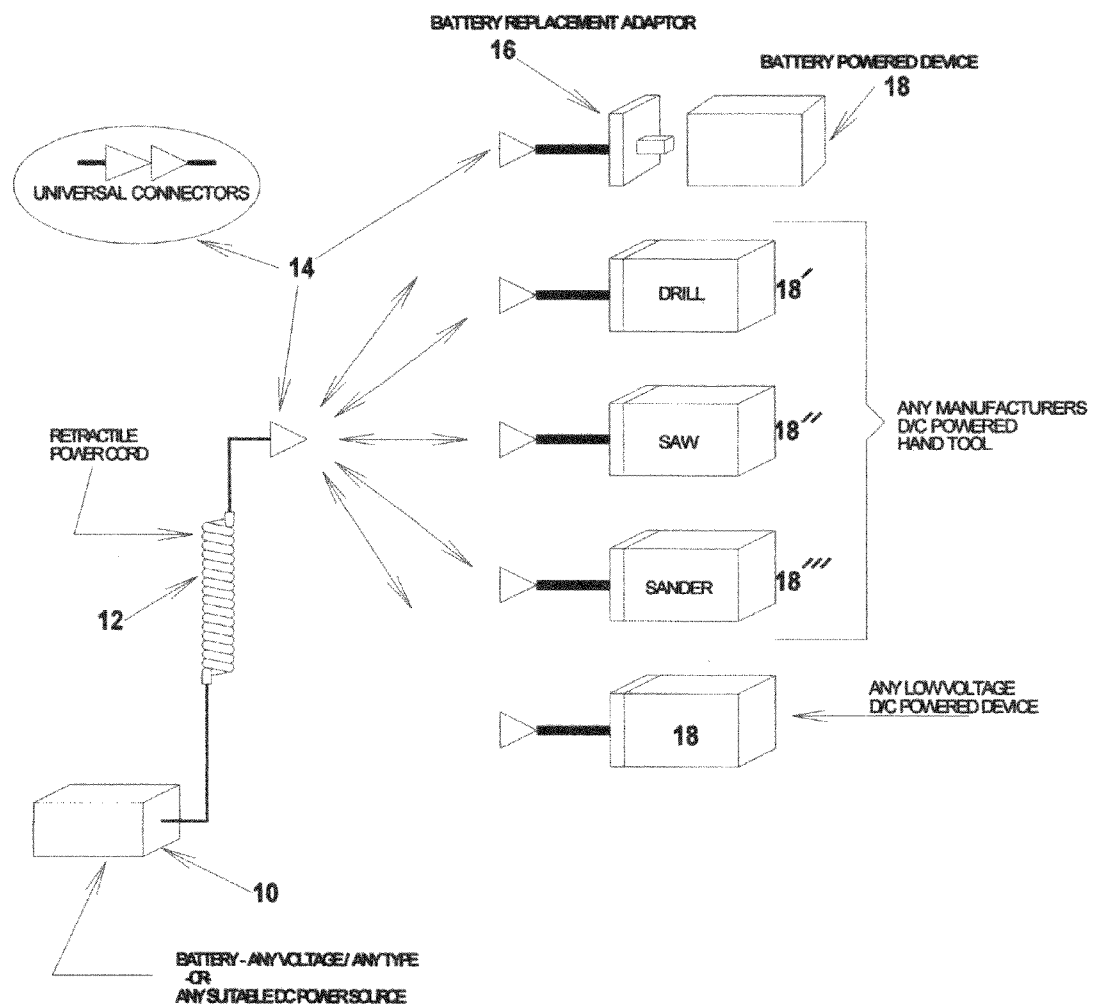 BATTERY REPLACEMENT ADAPTOR
16
BATTERY POWERED DEVICE
18
UNIVERSAL CONNECTORS
14
DRILL
18′
SAW
18′′
ANY MANUFACTURERS
D/C POWERED
HAND TOOL
RETRACTILE
POWER CORD
12
SANDER
18′′′
ANY LOW VOLTAGE
D/C POWERED DEVICE
18
10
BATTERY - ANY VOLTAGE / ANY TYPE
-OR-
ANY SUITABLE DC POWER SOURCE